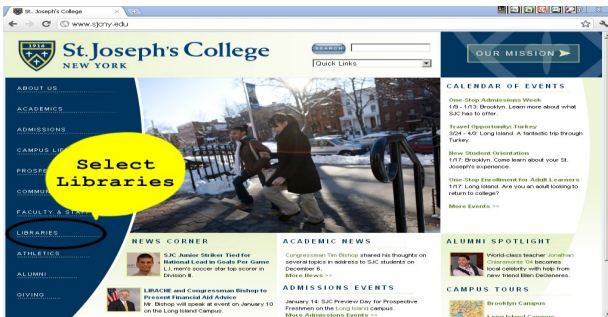 St. Joseph's College
www.sjcny.edu
1916
St.Joseph's College
NEW YORK
SEARCH
Quick Links
OUR MISSION
ABOUT US
ACADEMICS
ADMISSIONS
CAMPUS LI
PROSPE
COMMU
FACULTY & STAFF
LIBRARIES
ATHLETICS
ALUMNI
GIVING
Select
Libraries
CALENDAR OF EVENTS
One-Stop Admissions Week
1/9 - 1/13: Brooklyn. Learn more about what
SJC has to offer.
Travel Opportunity: Turkey
3/24 - 4/3: Long Island. A fantastic trip through
Turkey.
New Student Orientation
1/17: Brooklyn. Come learn about your St.
Joseph's experience.
One-Stop Enrollment for Adult Learners
1/17: Long Island. Are you an adult looking to
return to college?
More Events >>
NEWS CORNER
SJC Junior Striker Tied for
National Lead in Goals Per Game
L.I. men's soccer star top scorer in
Division II.
LIRACHE and Congressman Bishop to
Present Financial Aid Advice
Mr. Bishop will speak at event on January 10
on the Long Island Campus.
ACADEMIC NEWS
Congressman Tim Bishop shared his thoughts on
several topics in address to SJC students on
December 6.
More News >>
ADMISSIONS EVENTS
January 14: SJC Preview Day for Prospective
Freshmen on the Long Island campus.
More Admissions Events >>
ALUMNI SPOTLIGHT
World-class teacher Jonathan
Chiaramonte '04 becomes
local celebrity with help from
new friend Ellen DeGeneres.
CAMPUS TOURS
Brooklyn Campus
Long Island Campus